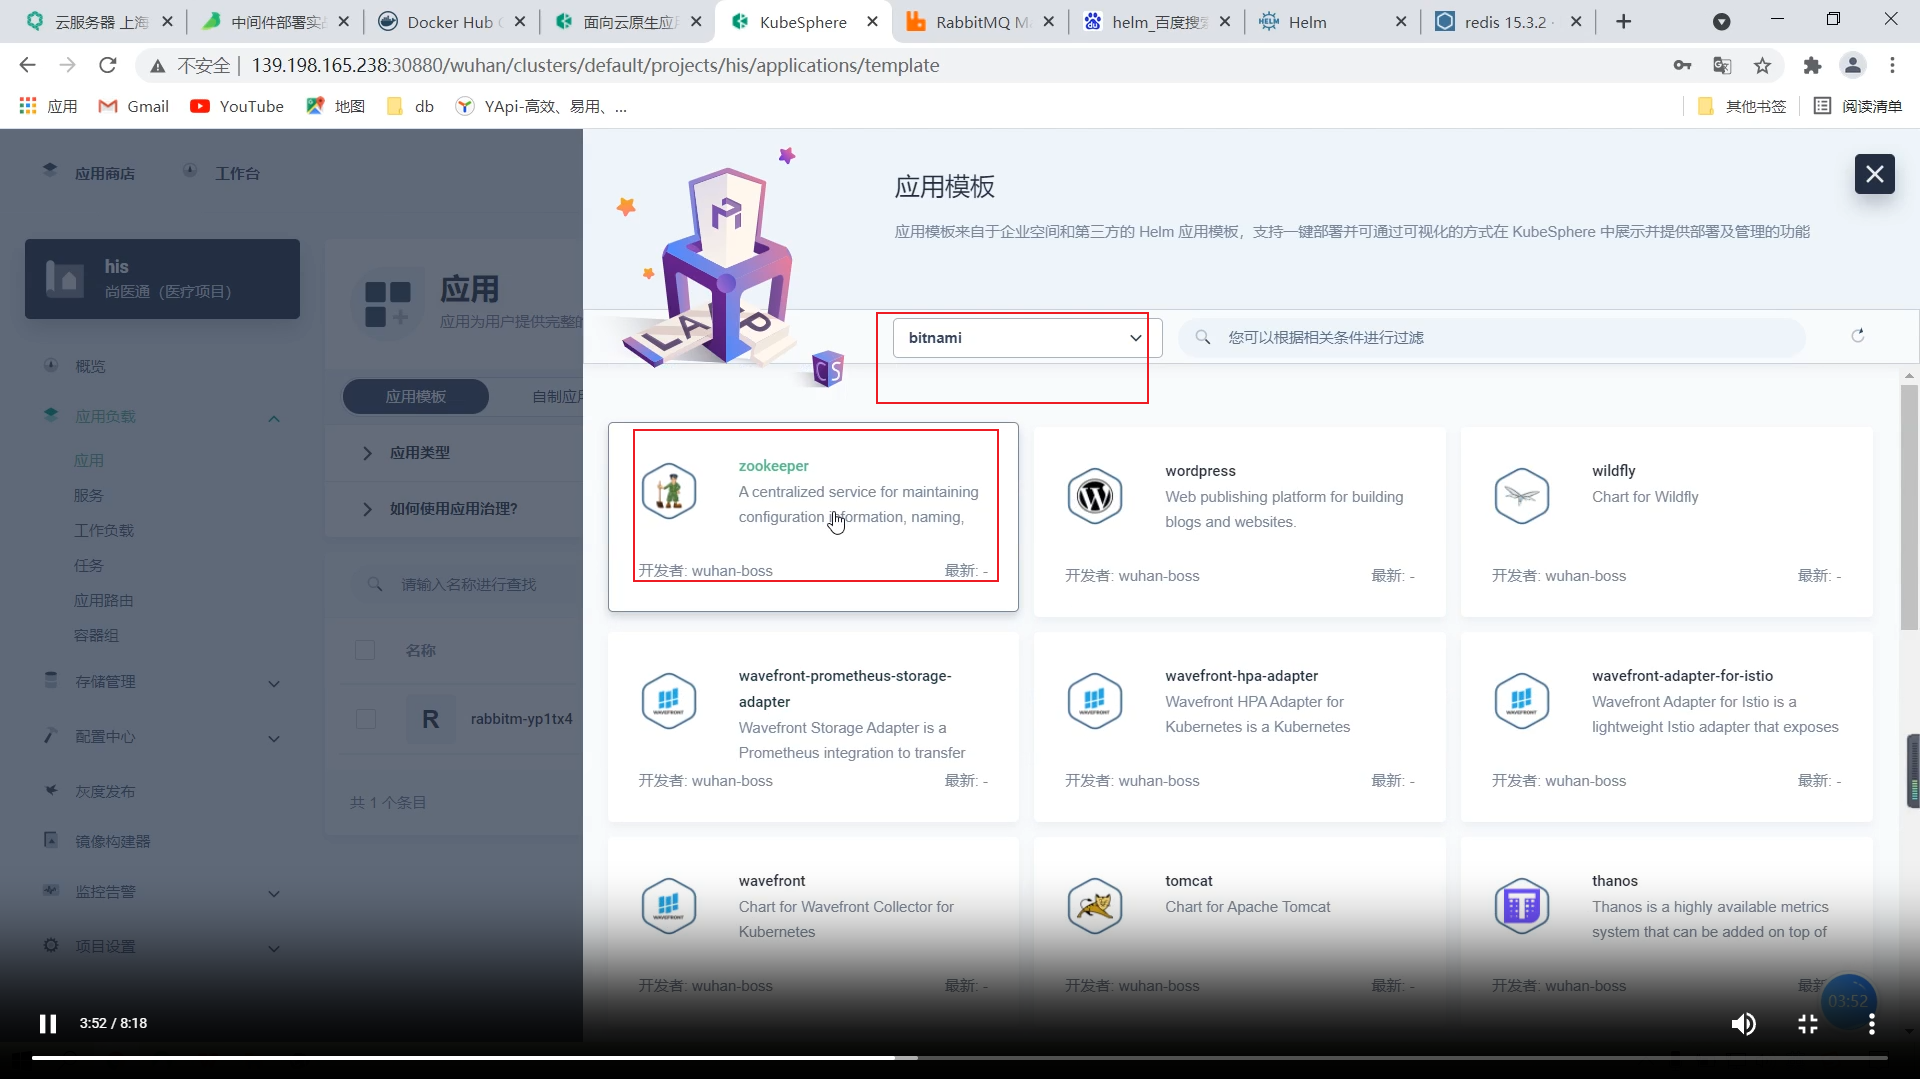 云服务器 上海
中间件部署实
Docker Hub
面向云原生应
KubeSphere
RabbitMQ M
helm_百度搜
Helm
redis 15.3.2
不安全 139.198.165.238:30880/wuhan/clusters/default/projects/his/applications/template
应用 Gmail YouTube 地图 db YApi-高效、易用、... 其他书签 阅读清单
应用商店 工作台
his
尚医通（医疗项目）
概览
应用负载
应用
服务
工作负载
任务
应用路由
容器组
存储管理
配置中心
灰度发布
镜像构建器
监控告警
项目设置
应用
应用为用户提供完整的
应用模板 自制应用
应用类型
如何使用应用治理?
请输入名称进行查找
名称
R rabbitm-yp1tx4
共 1 个条目
应用模板
应用模板来自于企业空间和第三方的 Helm 应用模板，支持一键部署并可通过可视化的方式在 KubeSphere 中展示并提供部署及管理的功能
bitnami
您可以根据相关条件进行过滤
zookeeper
A centralized service for maintaining
configuration information, naming,
开发者: wuhan-boss 最新: -
wordpress
Web publishing platform for building
blogs and websites.
开发者: wuhan-boss 最新: -
wildfly
Chart for Wildfly
开发者: wuhan-boss 最新: -
wavefront-prometheus-storage-
adapter
Wavefront Storage Adapter is a
Prometheus integration to transfer
开发者: wuhan-boss 最新: -
wavefront-hpa-adapter
Wavefront HPA Adapter for
Kubernetes is a Kubernetes
开发者: wuhan-boss 最新: -
wavefront-adapter-for-istio
Wavefront Adapter for Istio is a
lightweight Istio adapter that exposes
开发者: wuhan-boss 最新: -
wavefront
Chart for Wavefront Collector for
Kubernetes
开发者: wuhan-boss 最新: -
tomcat
Chart for Apache Tomcat
开发者: wuhan-boss 最新: -
thanos
Thanos is a highly available metrics
system that can be added on top of
开发者: wuhan-boss 最新
03:52
3:52 / 8:18